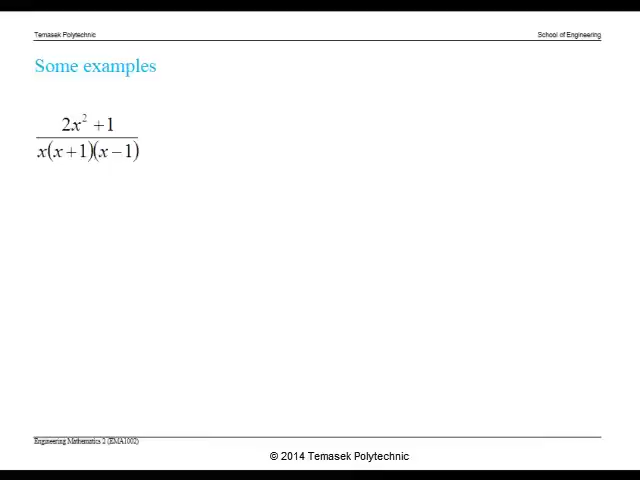 Temasek Polytechnic School of Engineering
Some examples
2x² + 1
x(x + 1)(x − 1)
Engineering Mathematics 2 (EMA1002)
© 2014 Temasek Polytechnic